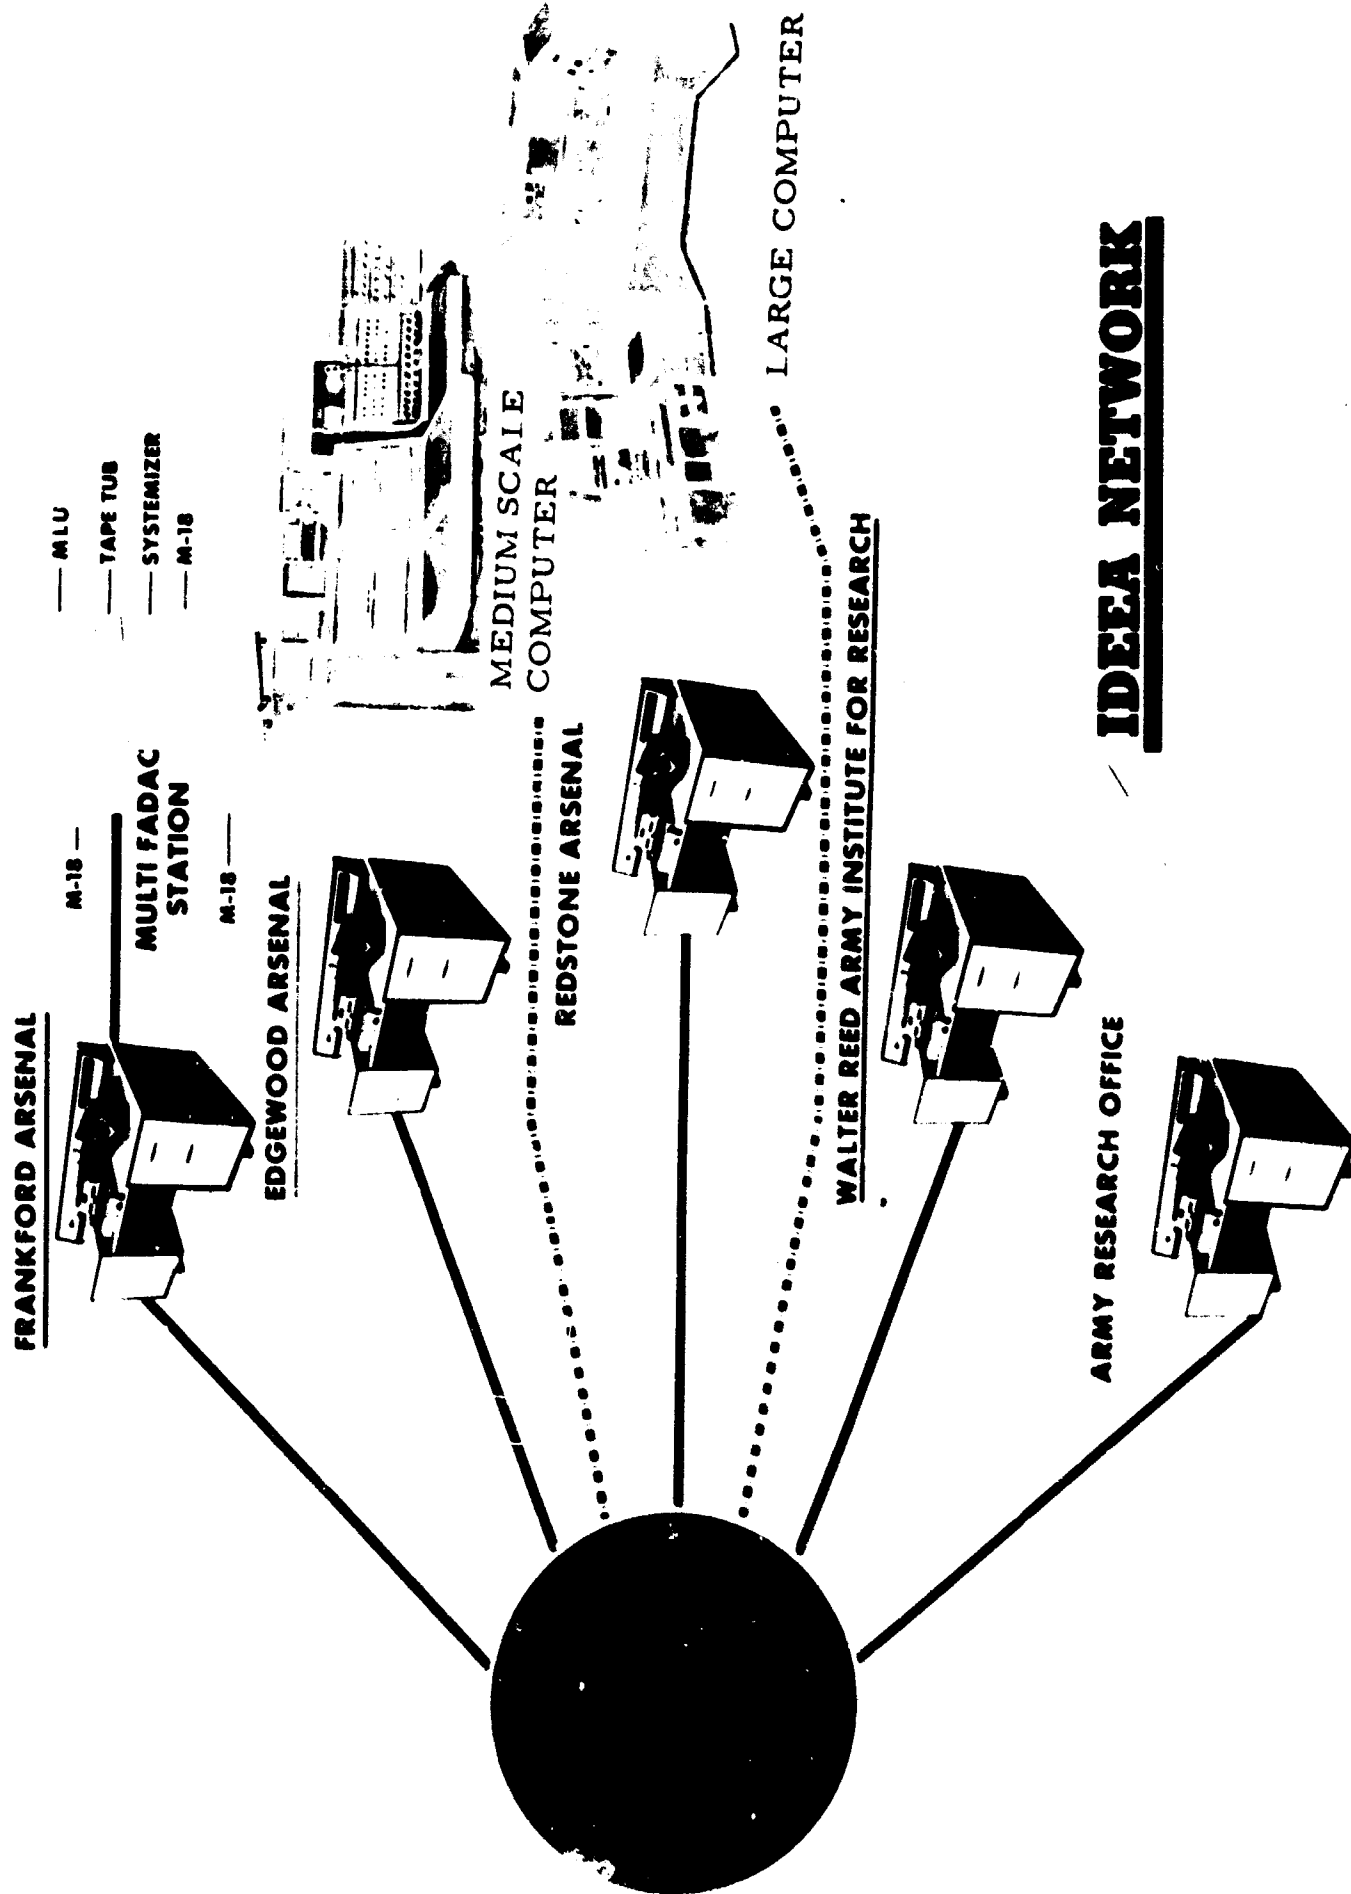 FRANKFORD ARSENAL
M-18
MULTI FADAC
STATION
M-18
MLU
TAPE TUB
SYSTEMIZER
M-18
EDGEWOOD ARSENAL
MEDIUM SCALE
COMPUTER
REDSTONE ARSENAL
LARGE COMPUTER
WALTER REED ARMY INSTITUTE FOR RESEARCH
ARMY RESEARCH OFFICE
IDEEA NETWORK